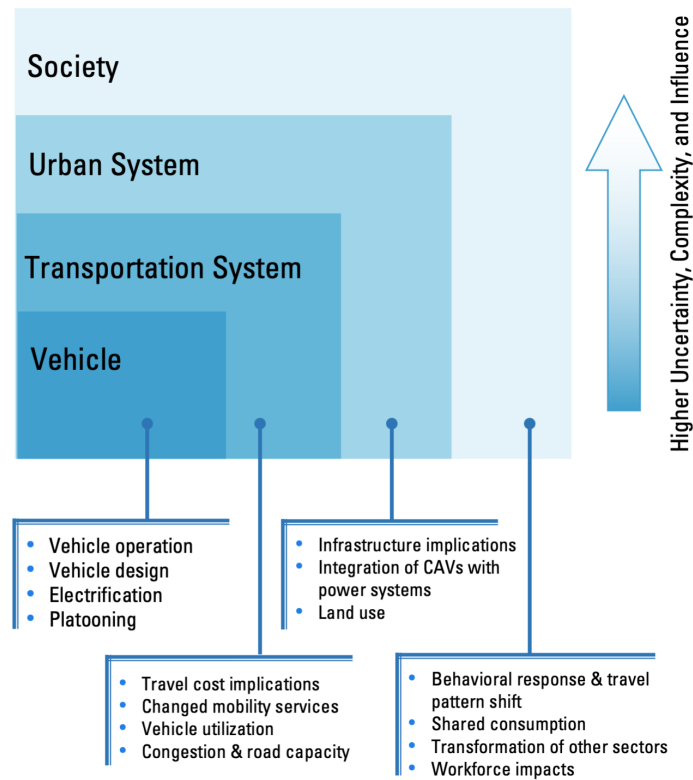 Society
Urban System
Transportation System
Vehicle
Higher Uncertainty, Complexity, and Influence
• Vehicle operation
• Vehicle design
• Electrification
• Platooning
• Infrastructure implications
• Integration of CAVs with
power systems
• Land use
• Travel cost implications
• Changed mobility services
• Vehicle utilization
• Congestion & road capacity
• Behavioral response & travel
pattern shift
• Shared consumption
• Transformation of other sectors
• Workforce impacts